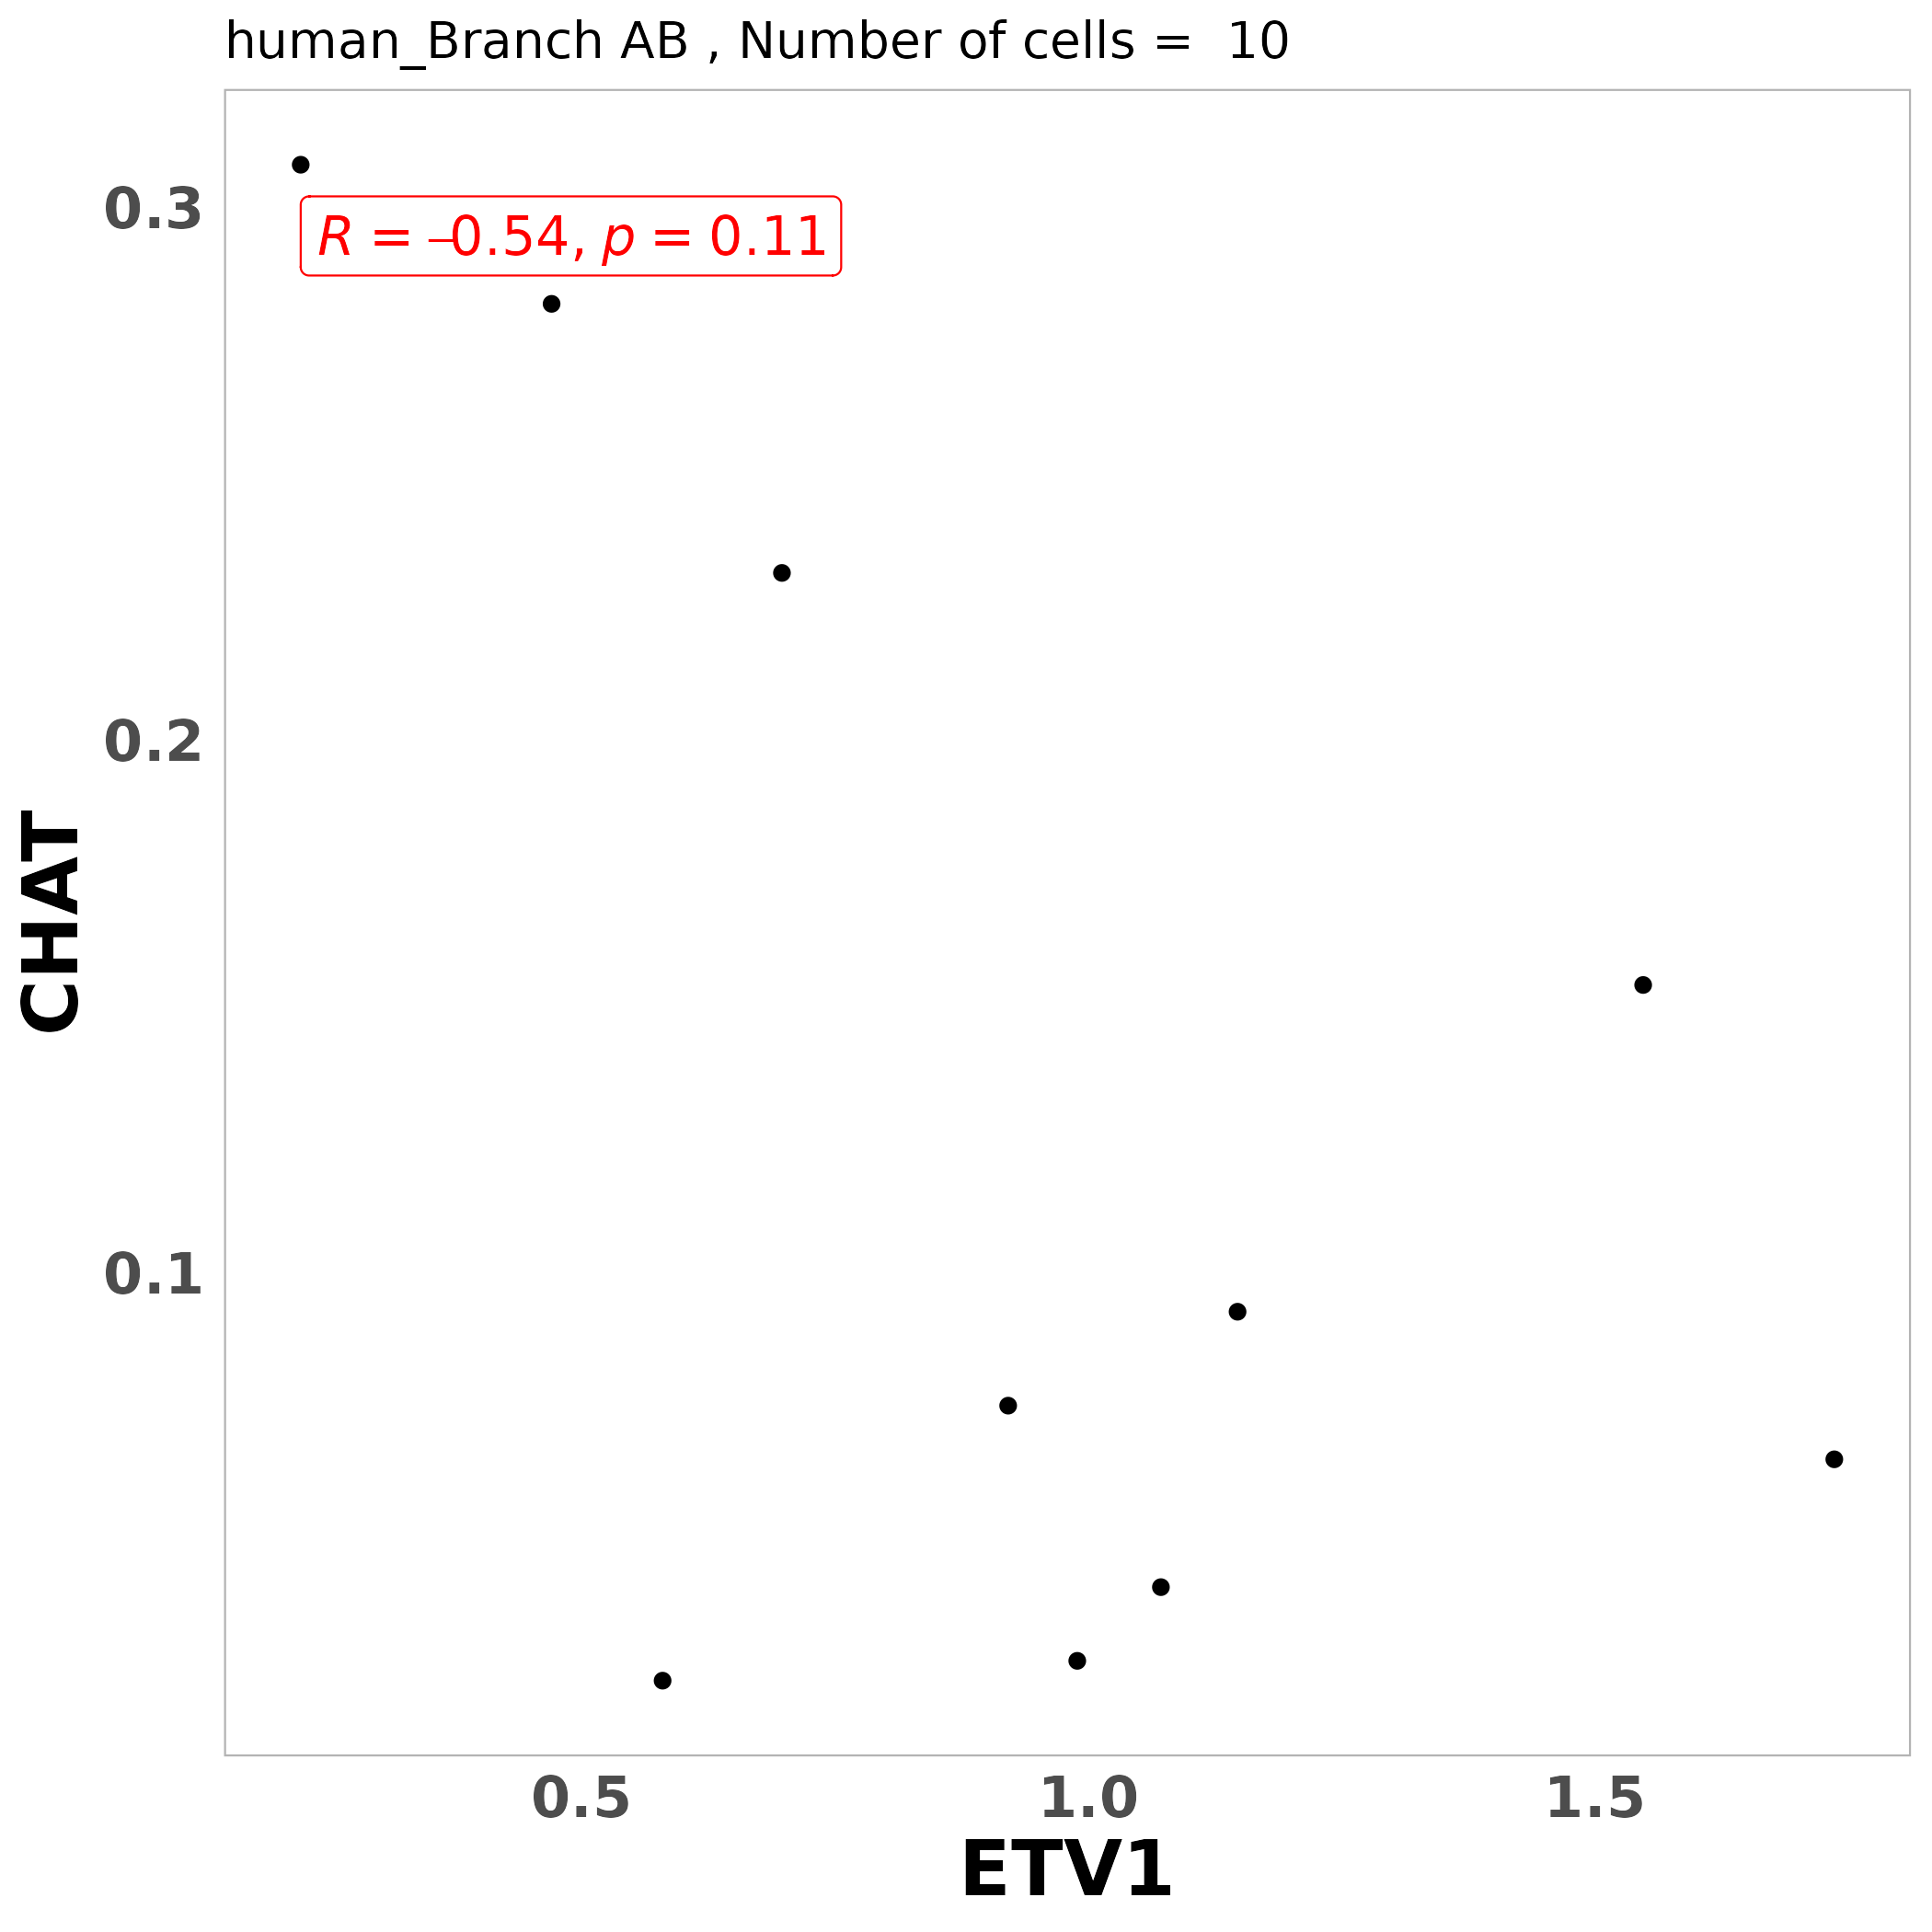 human_Branch AB , Number of cells =  10
R = –0.54, p = 0.11
0.3
0.2
0.1
CHAT
0.5
1.0
1.5
ETV1